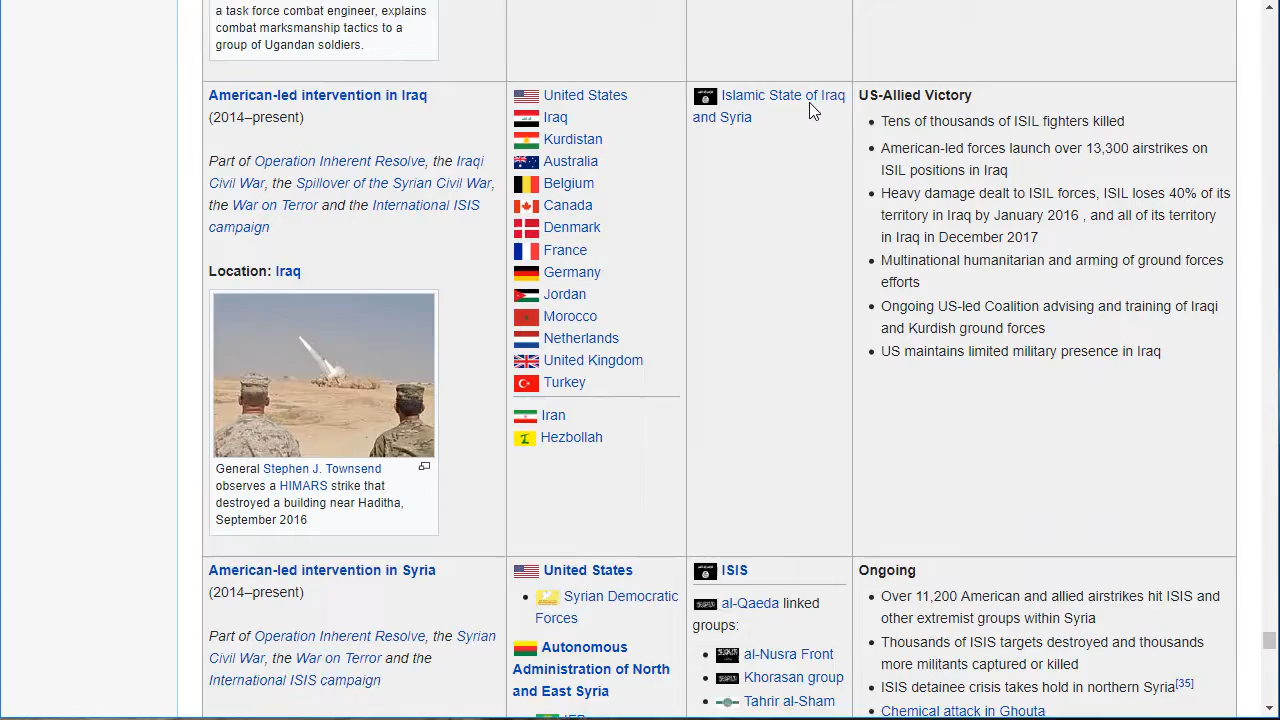 a task force combat engineer, explains
combat marksmanship tactics to a
group of Ugandan soldiers.
American-led intervention in Iraq
(2014–present)
Part of Operation Inherent Resolve, the Iraqi
Civil War, the Spillover of the Syrian Civil War,
the War on Terror and the International ISIS
campaign
Location: Iraq
General Stephen J. Townsend
observes a HIMARS strike that
destroyed a building near Haditha,
September 2016
United States
Iraq
Kurdistan
Australia
Belgium
Canada
Denmark
France
Germany
Jordan
Morocco
Netherlands
United Kingdom
Turkey
Iran
Hezbollah
Islamic State of Iraq
and Syria
US-Allied Victory
Tens of thousands of ISIL fighters killed
American-led forces launch over 13,300 airstrikes on
ISIL positions in Iraq
Heavy damage dealt to ISIL forces, ISIL loses 40% of its
territory in Iraq by January 2016 , and all of its territory
in Iraq in December 2017
Multinational humanitarian and arming of ground forces
efforts
Ongoing US-led Coalition advising and training of Iraqi
and Kurdish ground forces
US maintains limited military presence in Iraq
American-led intervention in Syria
(2014–present)
Part of Operation Inherent Resolve, the Syrian
Civil War, the War on Terror and the
International ISIS campaign
United States
Syrian Democratic
Forces
Autonomous
Administration of North
and East Syria
ISIS
al-Qaeda linked
groups:
al-Nusra Front
Khorasan group
Tahrir al-Sham
Ongoing
Over 11,200 American and allied airstrikes hit ISIS and
other extremist groups within Syria
Thousands of ISIS targets destroyed and thousands
more militants captured or killed
ISIS detainee crisis takes hold in northern Syria[35]
Chemical attack in Ghouta